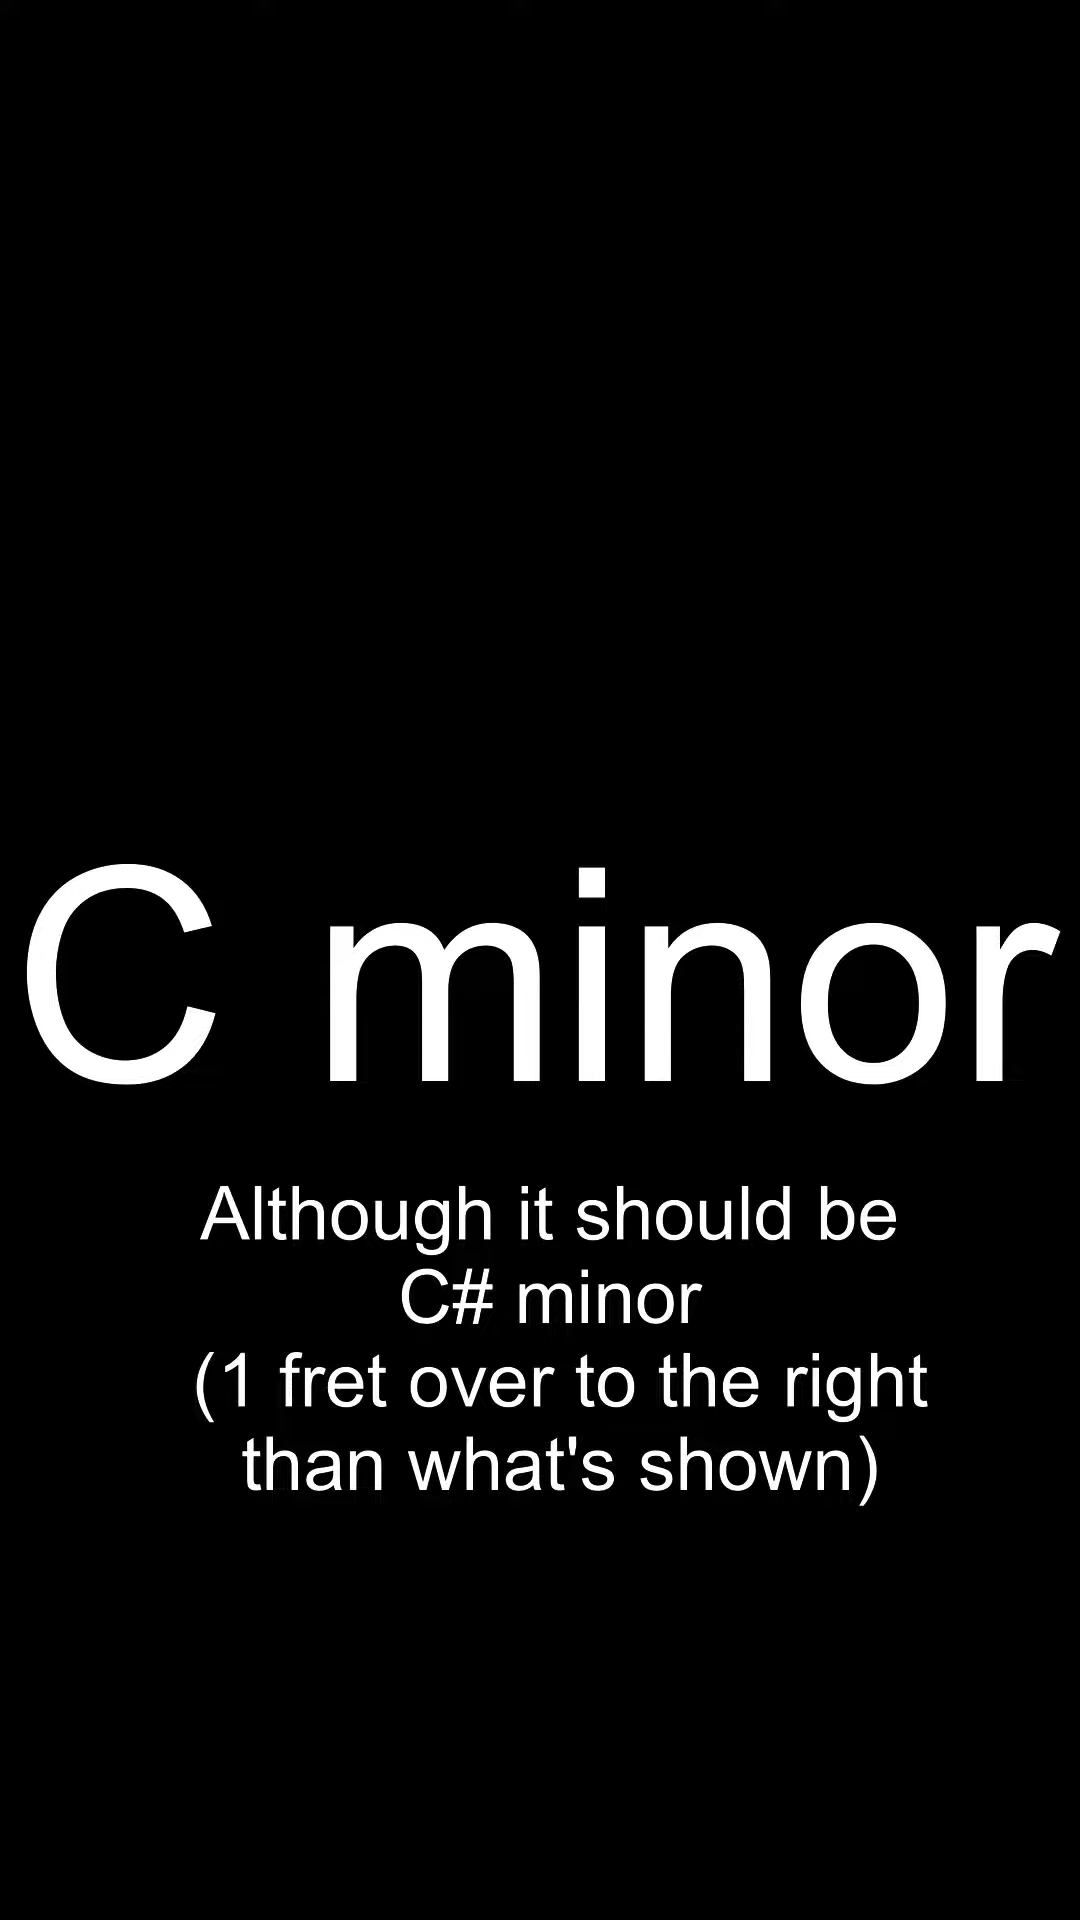 C minor
Although it should be
C# minor
(1 fret over to the right
than what's shown)